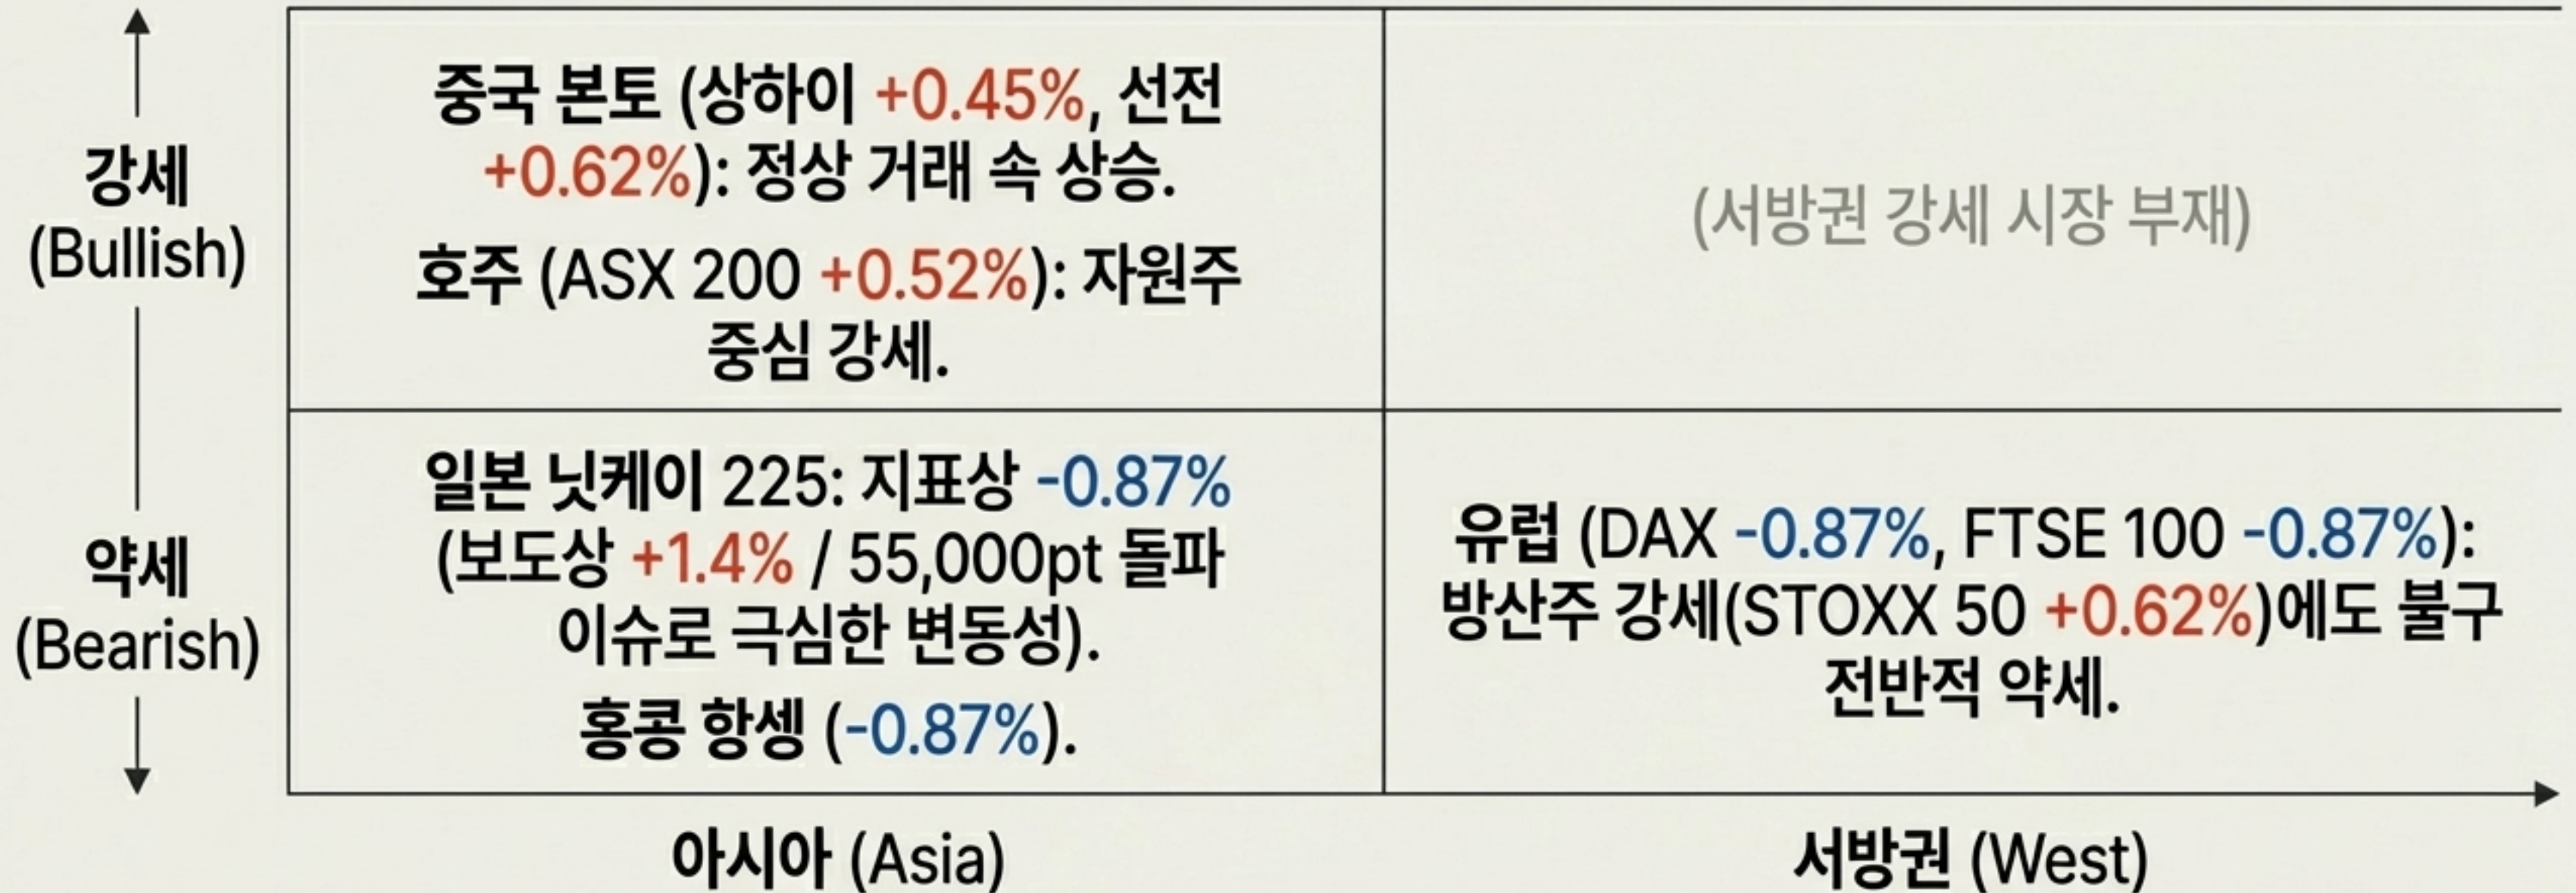 강세
(Bullish)
중국 본토 (상하이 +0.45%, 선전
+0.62%): 정상 거래 속 상승.
호주 (ASX 200 +0.52%): 자원주
중심 강세.
(서방권 강세 시장 부재)
약세
(Bearish)
일본 닛케이 225: 지표상 -0.87%
(보도상 +1.4% / 55,000pt 돌파
이슈로 극심한 변동성).
홍콩 항셍 (-0.87%).
유럽 (DAX -0.87%, FTSE 100 -0.87%):
방산주 강세(STOXX 50 +0.62%)에도 불구
전반적 약세.
아시아 (Asia)
서방권 (West)